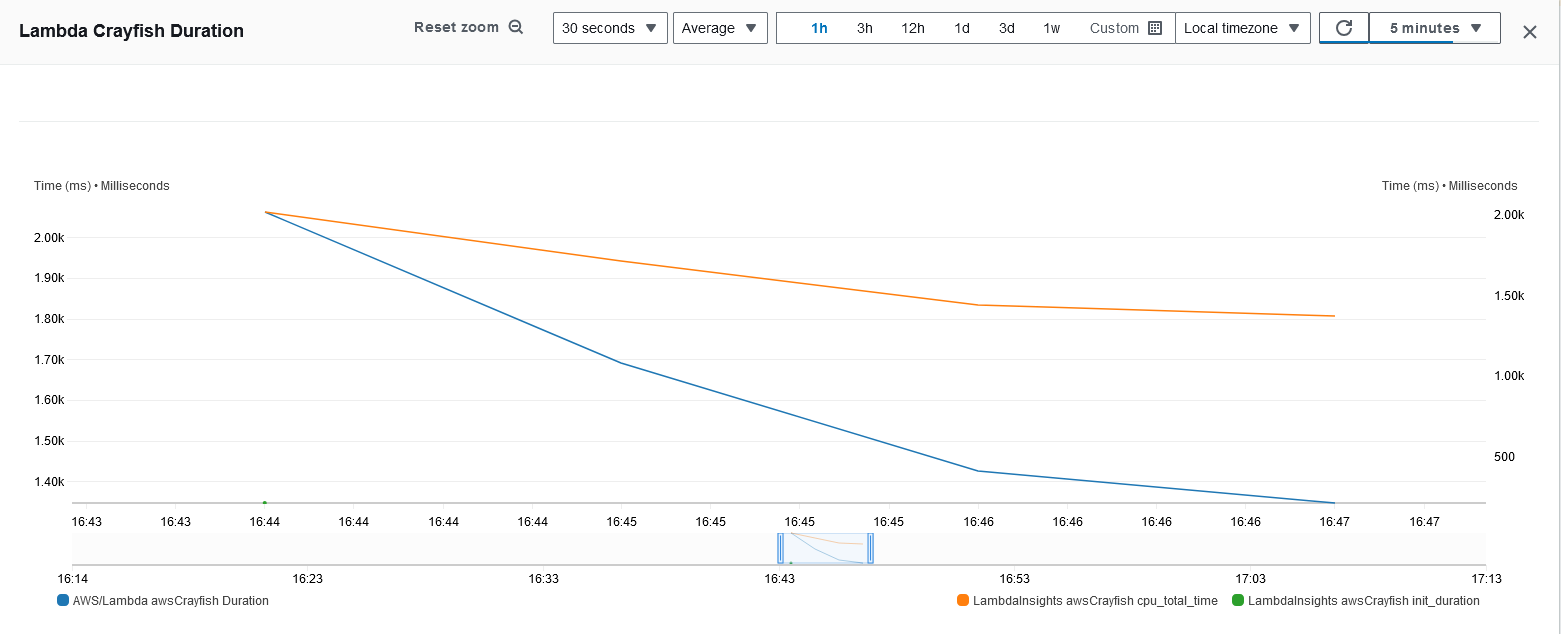 Lambda Crayfish Duration
Reset zoom
30 seconds
Average
1h 3h 12h 1d 3d 1w Custom
Local timezone
5 minutes
Time (ms) • Milliseconds
Time (ms) • Milliseconds
2.00k
1.90k
1.80k
1.70k
1.60k
1.50k
1.40k
2.00k
1.50k
1.00k
500
16:43 16:43 16:44 16:44 16:44 16:44 16:45 16:45 16:45 16:45 16:46 16:46 16:46 16:46 16:47 16:47
16:14 16:23 16:33 16:43 16:53 17:03 17:13
AWS/Lambda awsCrayfish Duration
LambdaInsights awsCrayfish cpu_total_time
LambdaInsights awsCrayfish init_duration